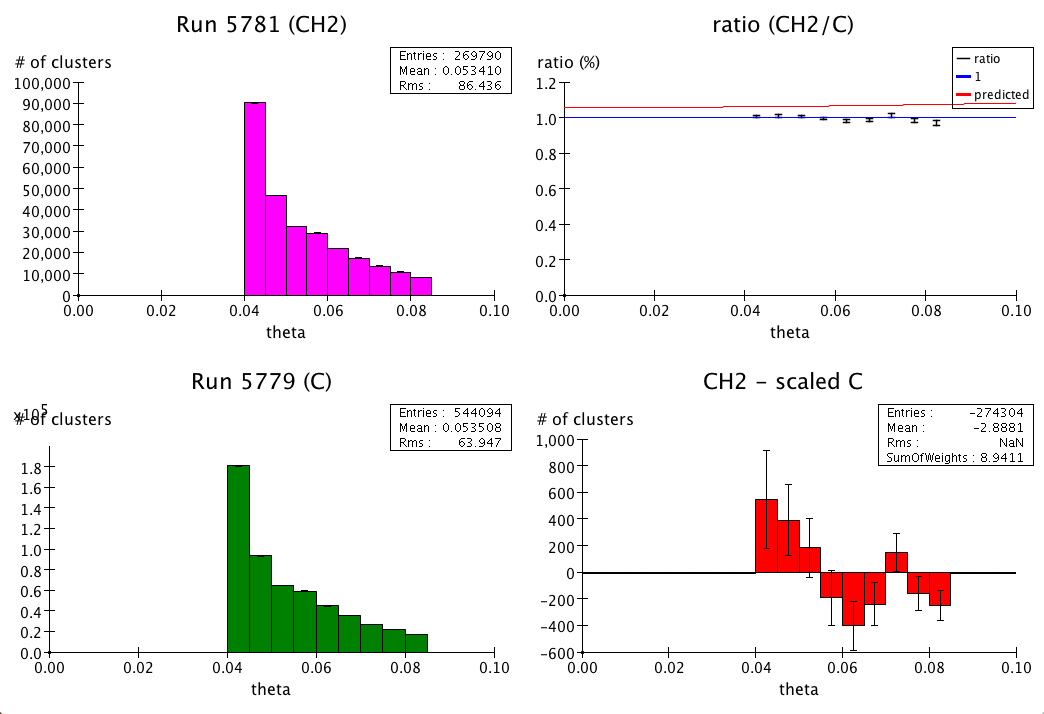 Run 5781 (CH2)
# of clusters
Entries : 269790
Mean : 0.053410
Rms : 86.436
100,000
90,000
80,000
70,000
60,000
50,000
40,000
30,000
20,000
10,000
0
0.00 0.02 0.04 0.06 0.08 0.10
theta
ratio (CH2/C)
ratio (%)
ratio
1
predicted
1.2
1.0
0.8
0.6
0.4
0.2
0.0
0.00 0.02 0.04 0.06 0.08 0.10
theta
Run 5779 (C)
x10⁵
# of clusters
Entries : 544094
Mean : 0.053508
Rms : 63.947
1.8
1.6
1.4
1.2
1.0
0.8
0.6
0.4
0.2
0.0
0.00 0.02 0.04 0.06 0.08 0.10
theta
CH2 - scaled C
# of clusters
Entries : -274304
Mean : -2.8881
Rms : NaN
SumOfWeights : 8.9411
1,000
800
600
400
200
0
-200
-400
-600
0.00 0.02 0.04 0.06 0.08 0.10
theta